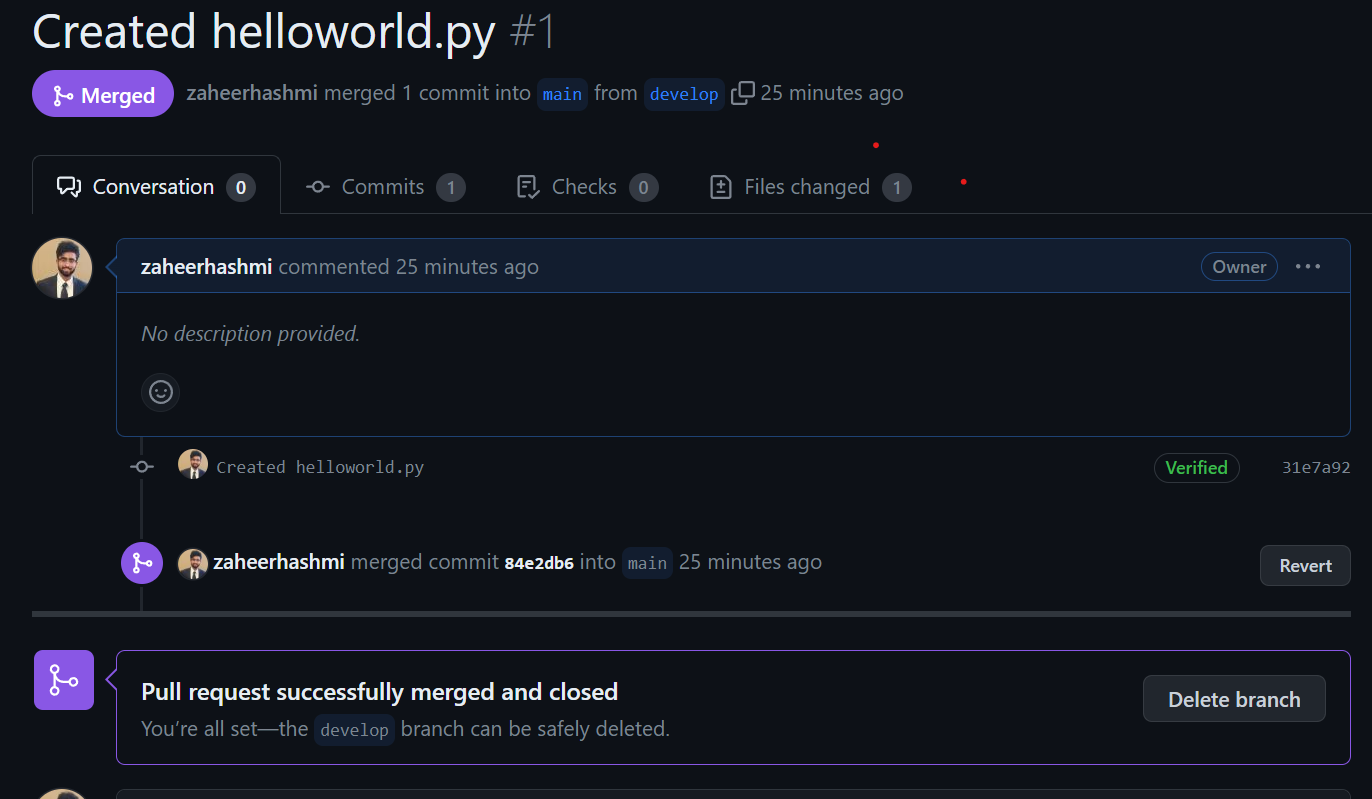 Created helloworld.py #1
Merged zaheerhashmi merged 1 commit into main from develop 25 minutes ago
Conversation 0 Commits 1 Checks 0 Files changed 1
zaheerhashmi commented 25 minutes ago Owner
No description provided.
Created helloworld.py Verified 31e7a92
zaheerhashmi merged commit 84e2db6 into main 25 minutes ago Revert
Pull request successfully merged and closed
You’re all set—the develop branch can be safely deleted. Delete branch